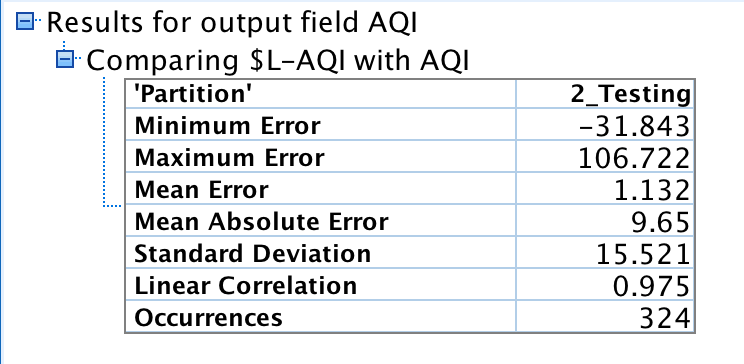 Results for output field AQI
Comparing $L-AQI with AQI
'Partition' 2_Testing
Minimum Error -31.843
Maximum Error 106.722
Mean Error 1.132
Mean Absolute Error 9.65
Standard Deviation 15.521
Linear Correlation 0.975
Occurrences 324